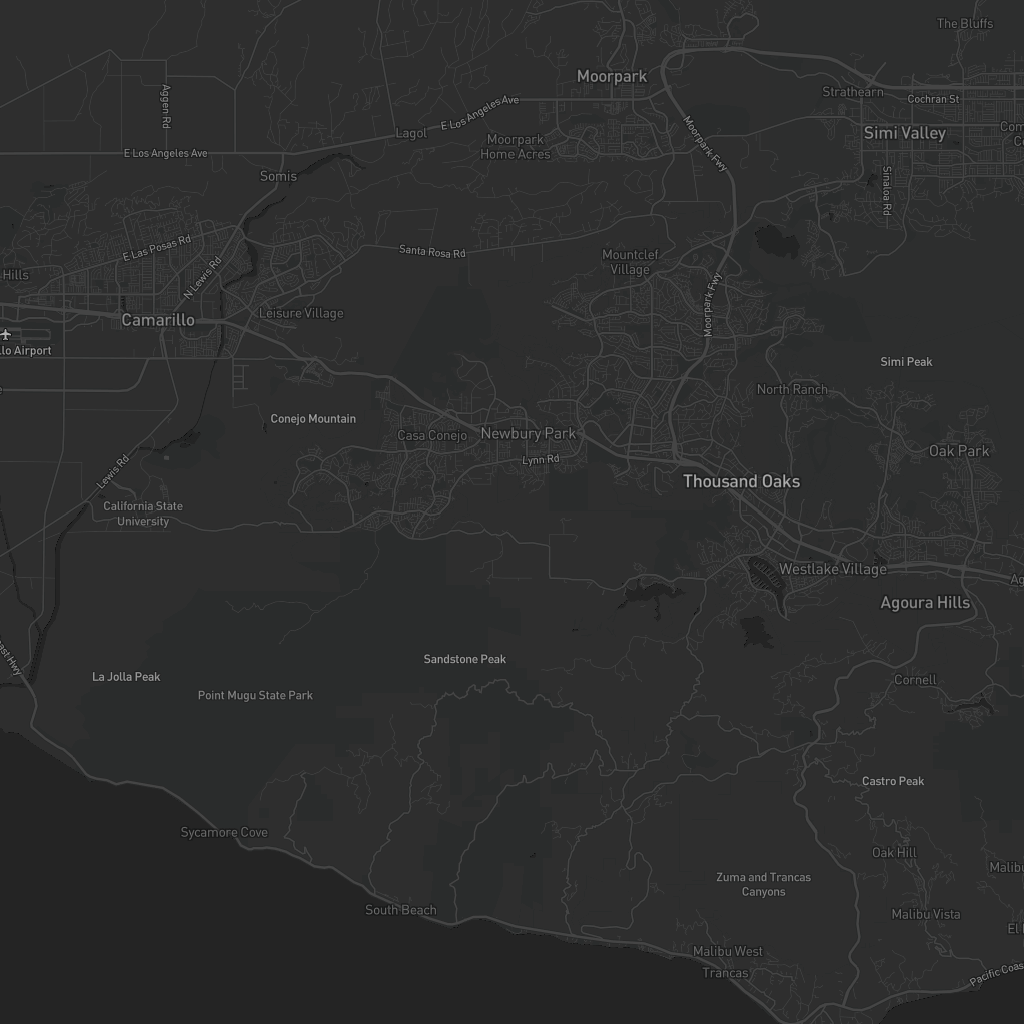 The Bluffs
Moorpark
Strathearn
Cochran St
Aggen Rd
E Los Angeles Ave
Lagol
Moorpark Fwy
Simi Valley
Moorpark
Home Acres
E Los Angeles Ave
Somis
Sinaloa Rd
E Las Posas Rd
Santa Rosa Rd
Mountclef
Village
Hills
N Lewis Rd
Moorpark Fwy
Leisure Village
Camarillo
llo Airport
Simi Peak
North Ranch
Conejo Mountain
Casa Conejo
Newbury Park
Oak Park
Lynn Rd
Lewis Rd
Thousand Oaks
California State
University
Westlake Village
Agoura Hills
La Jolla Peak
Sandstone Peak
Point Mugu State Park
Cornell
Castro Peak
Sycamore Cove
Oak Hill
Zuma and Trancas
Canyons
South Beach
Malibu Vista
Malibu West
Trancas
Pacific Coas